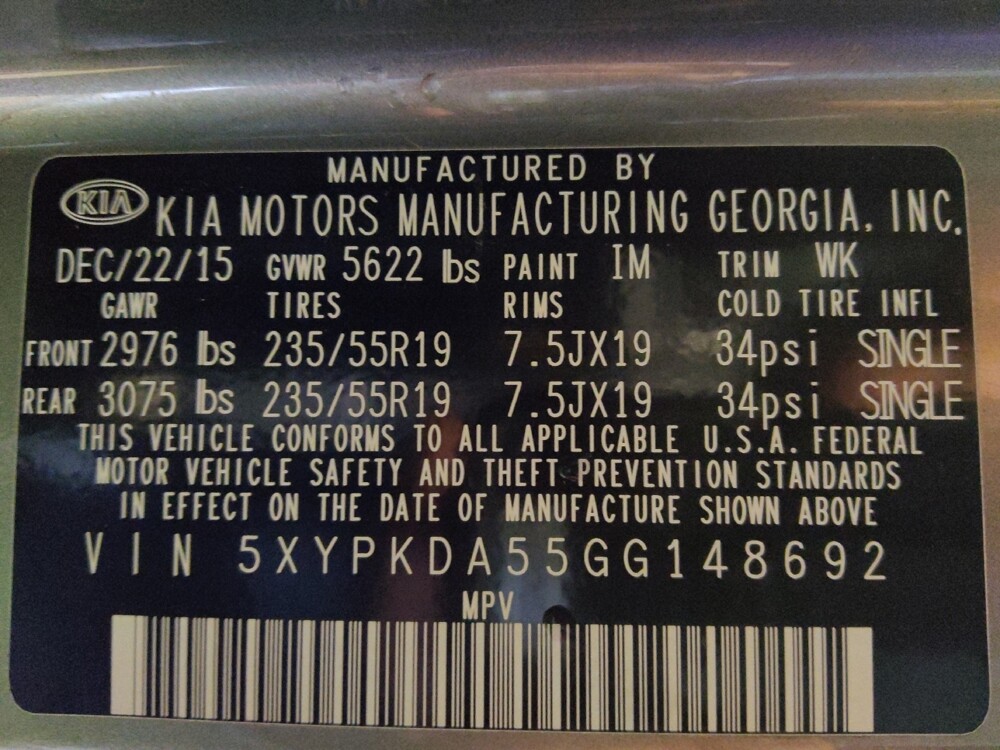 MANUFACTURED BY
KIA KIA MOTORS MANUFACTURING GEORGIA, INC.
DEC/22/15 GVWR 5622 lbs PAINT IM TRIM WK
GAWR TIRES RIMS COLD TIRE INFL
FRONT 2976 lbs 235/55R19 7.5JX19 34psi SINGLE
REAR 3075 lbs 235/55R19 7.5JX19 34psi SINGLE
THIS VEHICLE CONFORMS TO ALL APPLICABLE U.S.A. FEDERAL
MOTOR VEHICLE SAFETY AND THEFT PREVENTION STANDARDS
IN EFFECT ON THE DATE OF MANUFACTURE SHOWN ABOVE
VIN 5XYPKDA55GG148692
MPV